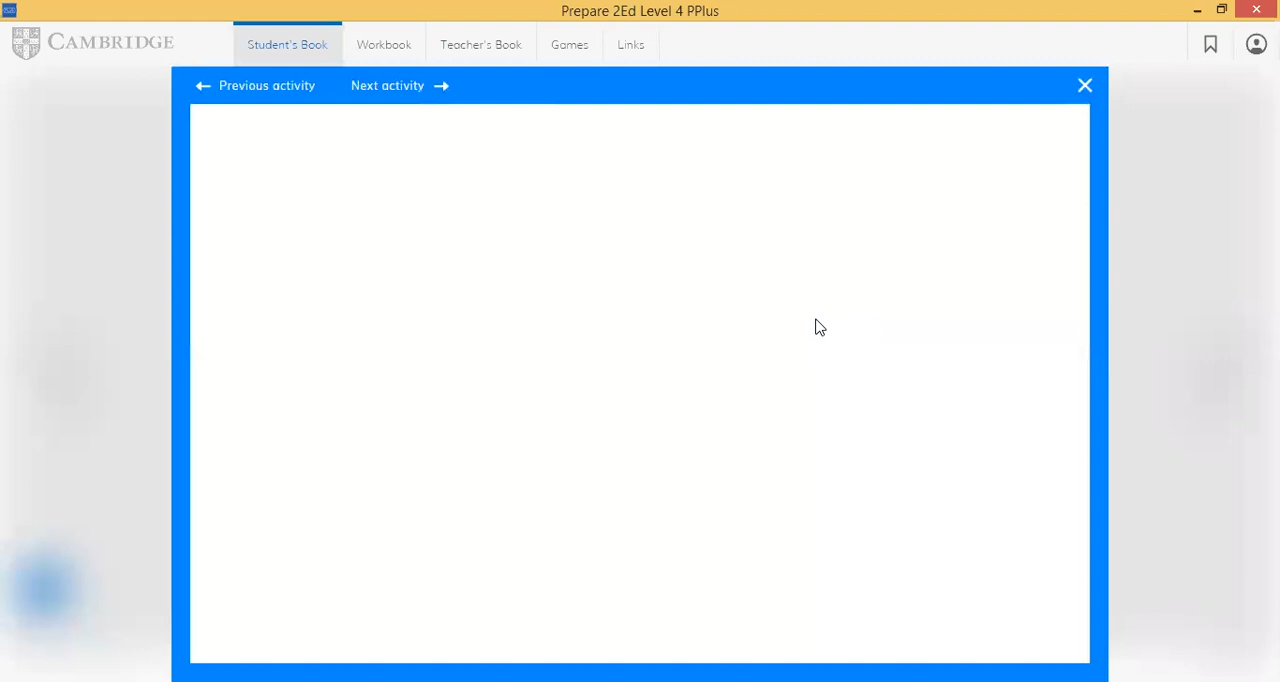 Prepare 2Ed Level 4 PPlus
CAMBRIDGE
Student's Book
Workbook
Teacher's Book
Games
Links
Previous activity
Next activity